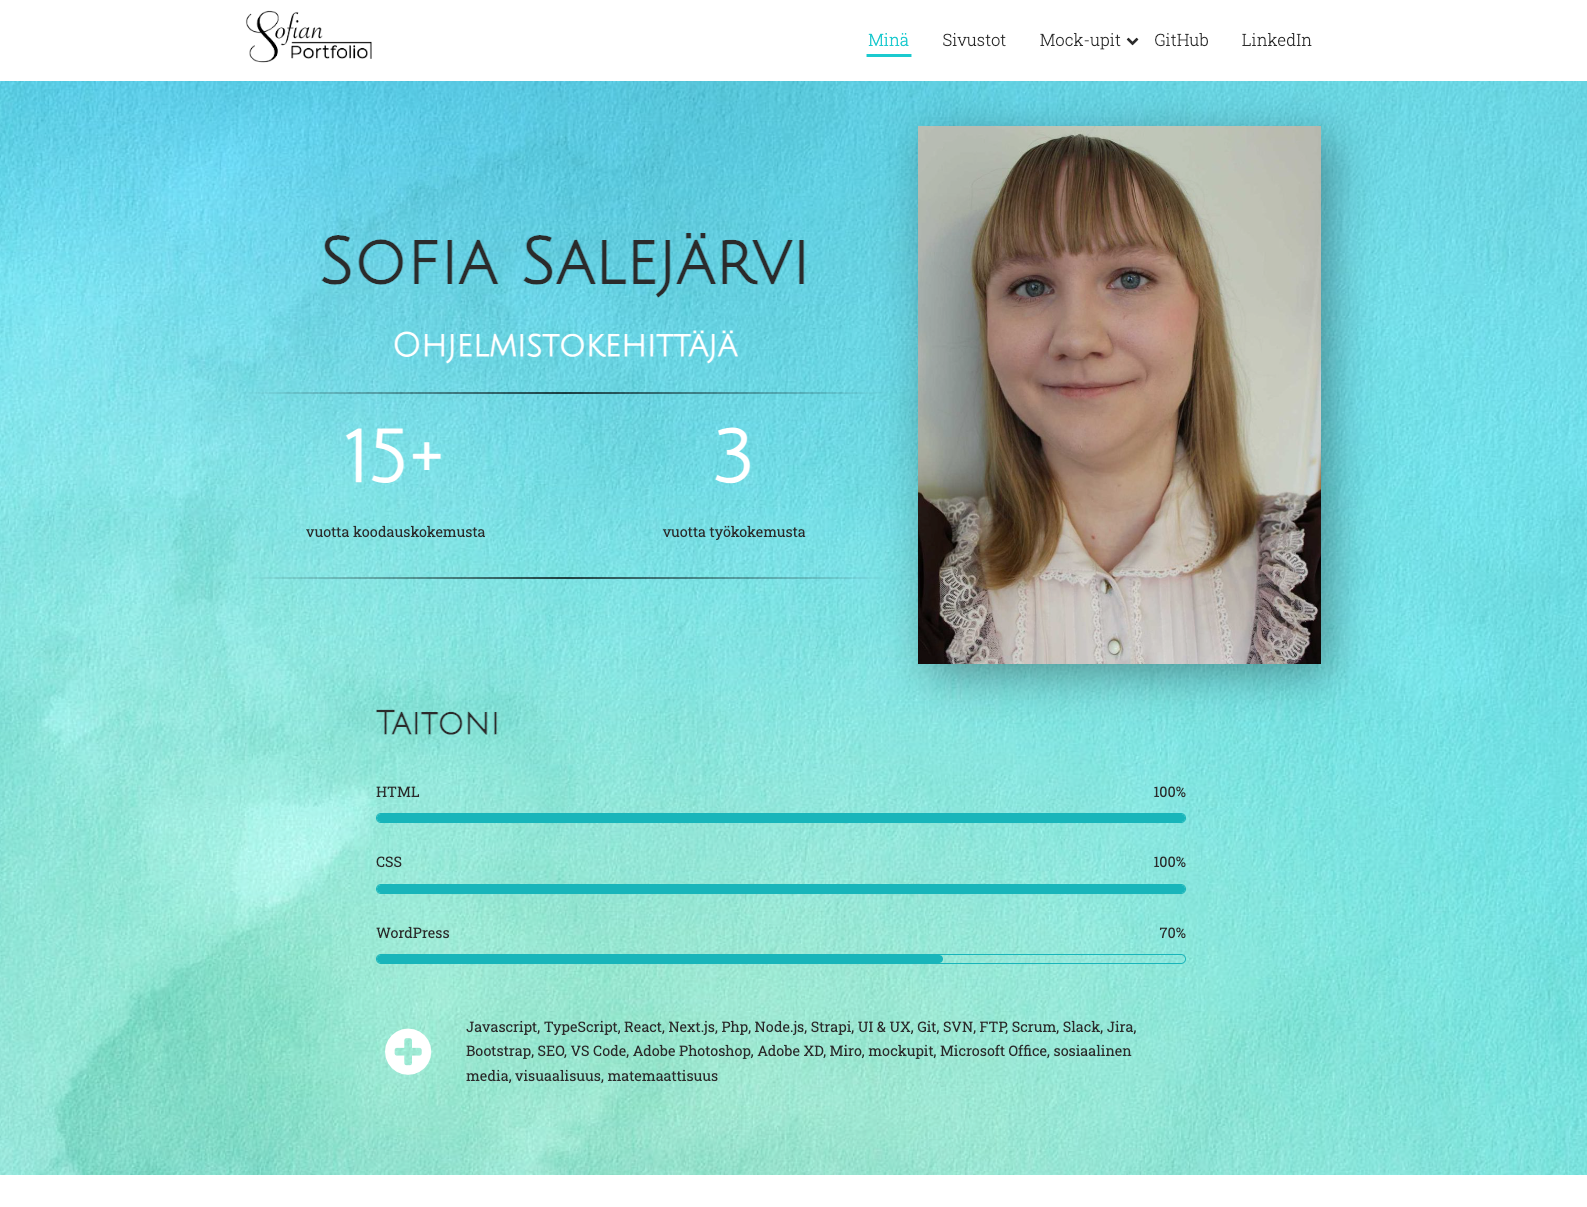 Sofian
Portfolio
Minä Sivustot Mock-upit GitHub LinkedIn
Sofia Salejärvi
Ohjelmistokehittäjä
15+ 3
vuotta koodauskokemusta vuotta työkokemusta
Taitoni
HTML 100%
CSS 100%
WordPress 70%
Javascript, TypeScript, React, Next.js, Php, Node.js, Strapi, UI & UX, Git, SVN, FTP, Scrum, Slack, Jira,
Bootstrap, SEO, VS Code, Adobe Photoshop, Adobe XD, Miro, mockupit, Microsoft Office, sosiaalinen
media, visuaalisuus, matemaattisuus